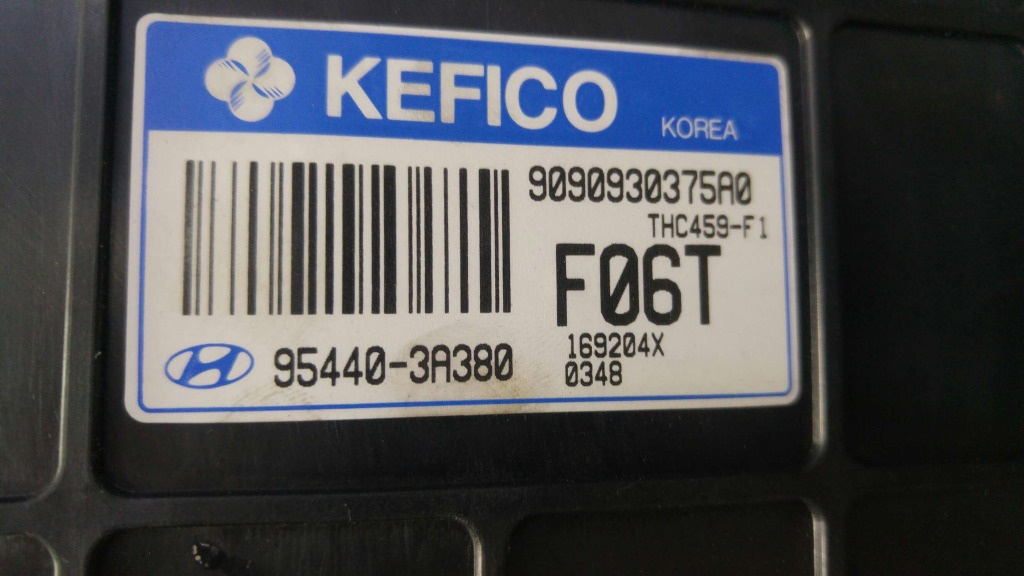 KEFICO
KOREA
9090930375A0
THC459-F1
F06T
95440-3A380
169204X
0348